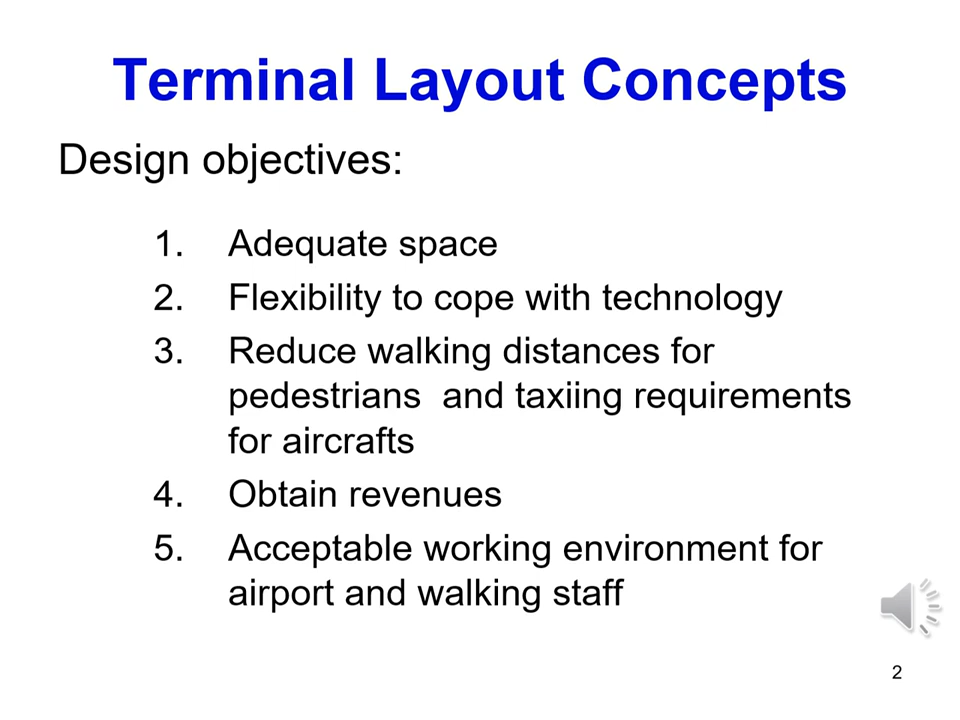 Terminal Layout Concepts
Design objectives:
1. Adequate space
2. Flexibility to cope with technology
3. Reduce walking distances for
pedestrians  and taxiing requirements
for aircrafts
4. Obtain revenues
5. Acceptable working environment for
airport and walking staff
2